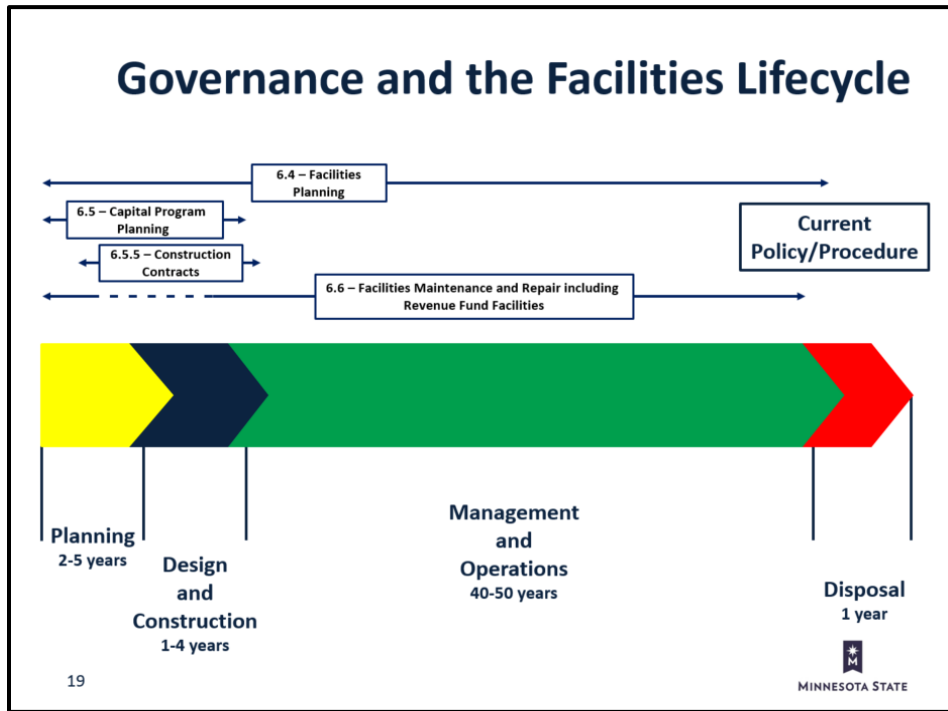 Governance and the Facilities Lifecycle
6.4 – Facilities
Planning
6.5 – Capital Program
Planning
Current
Policy/Procedure
6.5.5 – Construction
Contracts
6.6 – Facilities Maintenance and Repair including
Revenue Fund Facilities
Planning
2-5 years
Design
and
Construction
1-4 years
Management
and
Operations
40-50 years
Disposal
1 year
19
M
MINNESOTA STATE